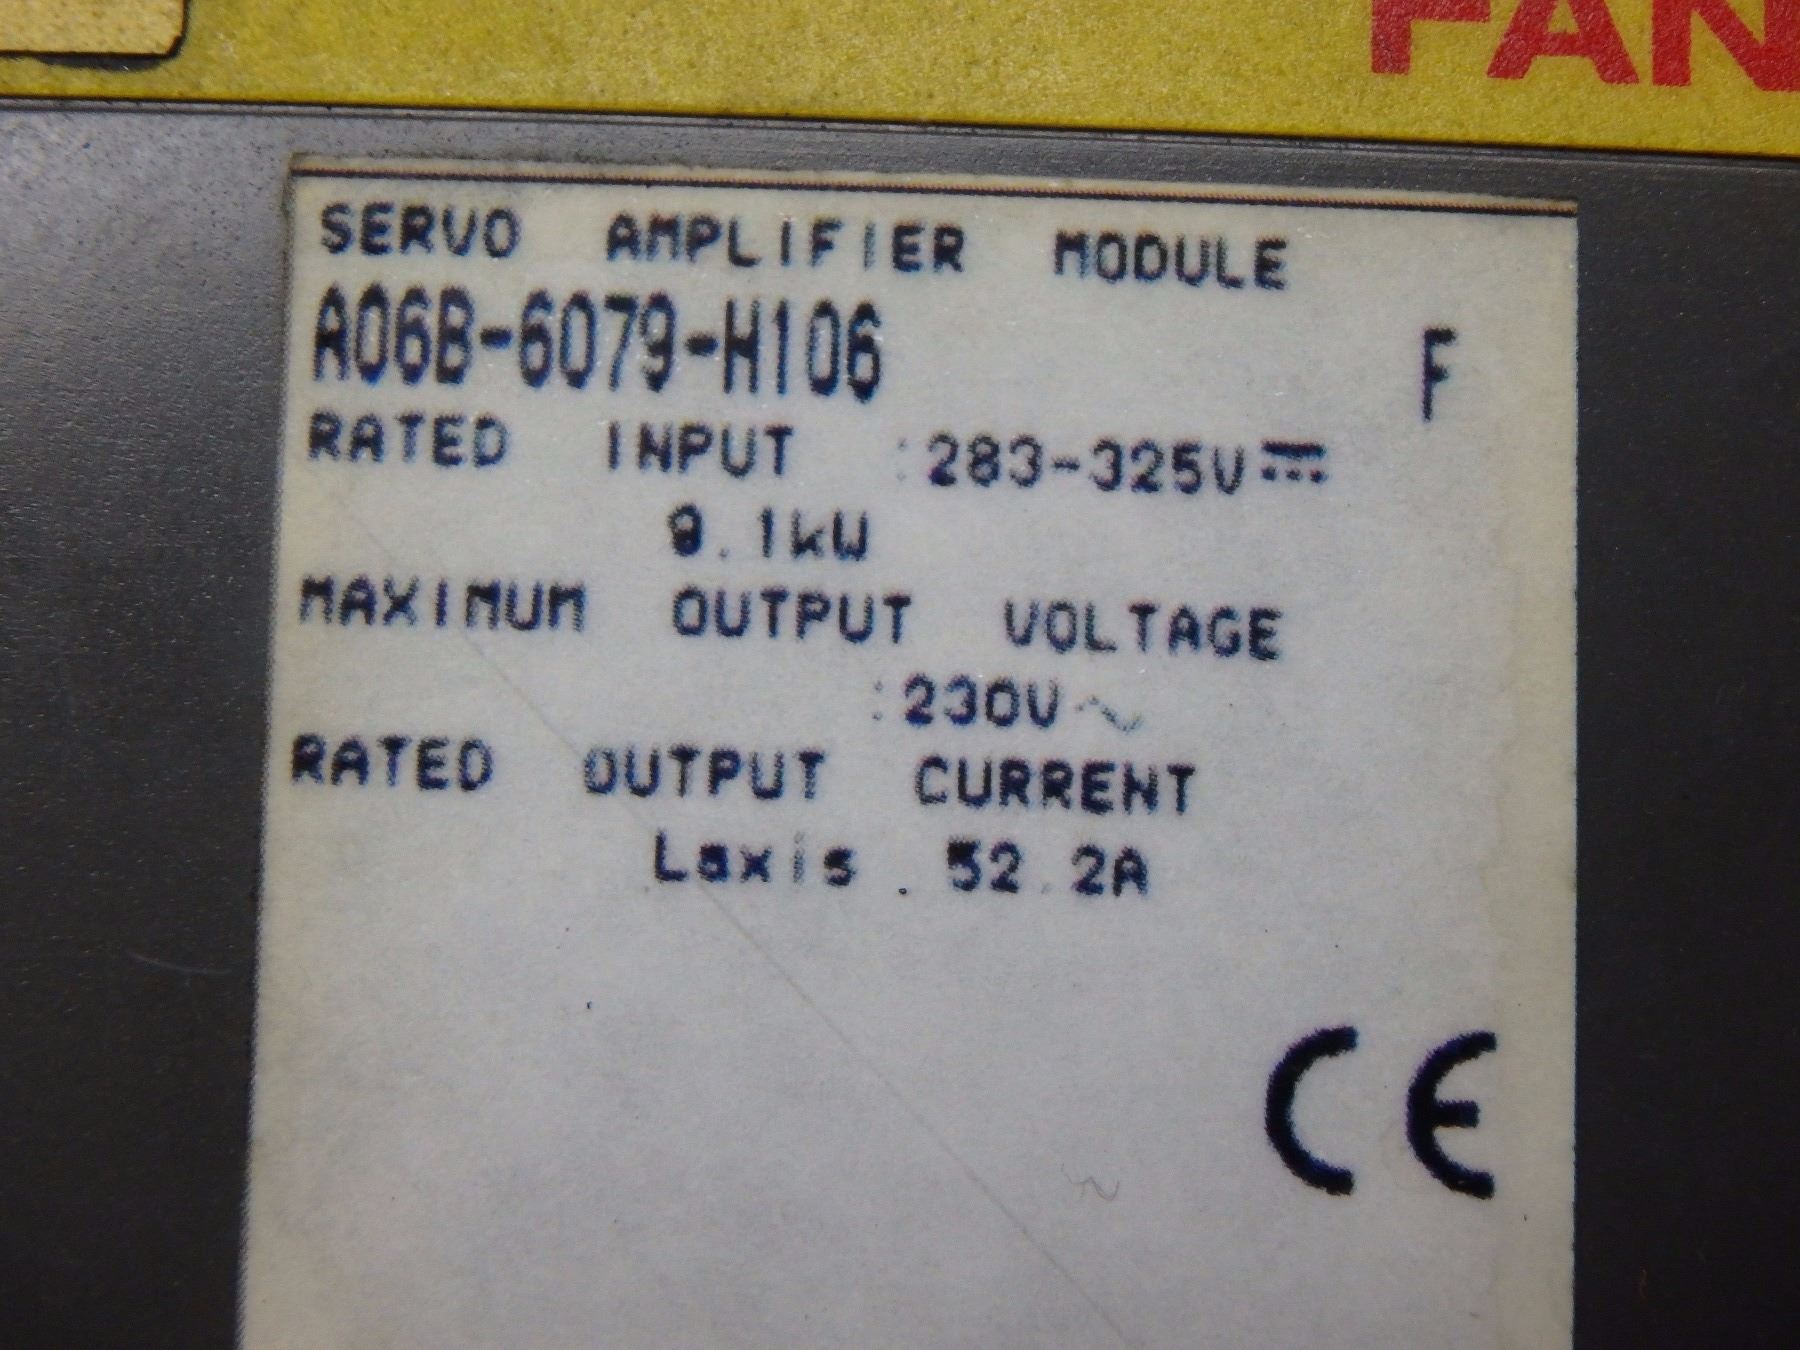 FAN
SERVO AMPLIFIER MODULE
A06B-6079-H106 F
RATED INPUT :283-325V⎓
9.1kW
MAXIMUM OUTPUT VOLTAGE
:230V~
RATED OUTPUT CURRENT
Laxis . 52.2A
CE